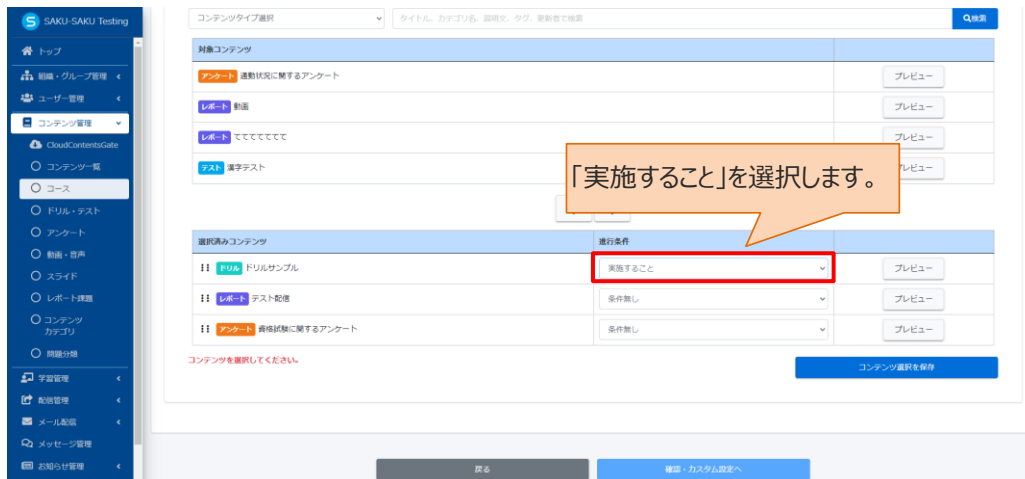 S SAKU-SAKU Testing
トップ
組織・グループ管理
ユーザー管理
コンテンツ管理
CloudContentsGate
コンテンツ一覧
コース
ドリル・テスト
アンケート
動画・音声
スライド
レポート課題
コンテンツ
カテゴリ
問題分類
学習管理
配信管理
メール配信
メッセージ管理
お知らせ管理
コンテンツタイプ選択 タイトル、カテゴリ名、説明文、タグ、更新者で検索 検索
対象コンテンツ
アンケート 通勤状況に関するアンケート プレビュー
レポート 動画 プレビュー
レポート ててててててて プレビュー
テスト 漢字テスト プレビュー
「実施すること」を選択します。
選択済みコンテンツ 進行条件
ドリル ドリルサンプル 実施すること プレビュー
レポート テスト配信 条件無し プレビュー
アンケート 資格試験に関するアンケート 条件無し プレビュー
コンテンツを選択してください。
コンテンツ選択を保存
戻る 確認・カスタム設定へ